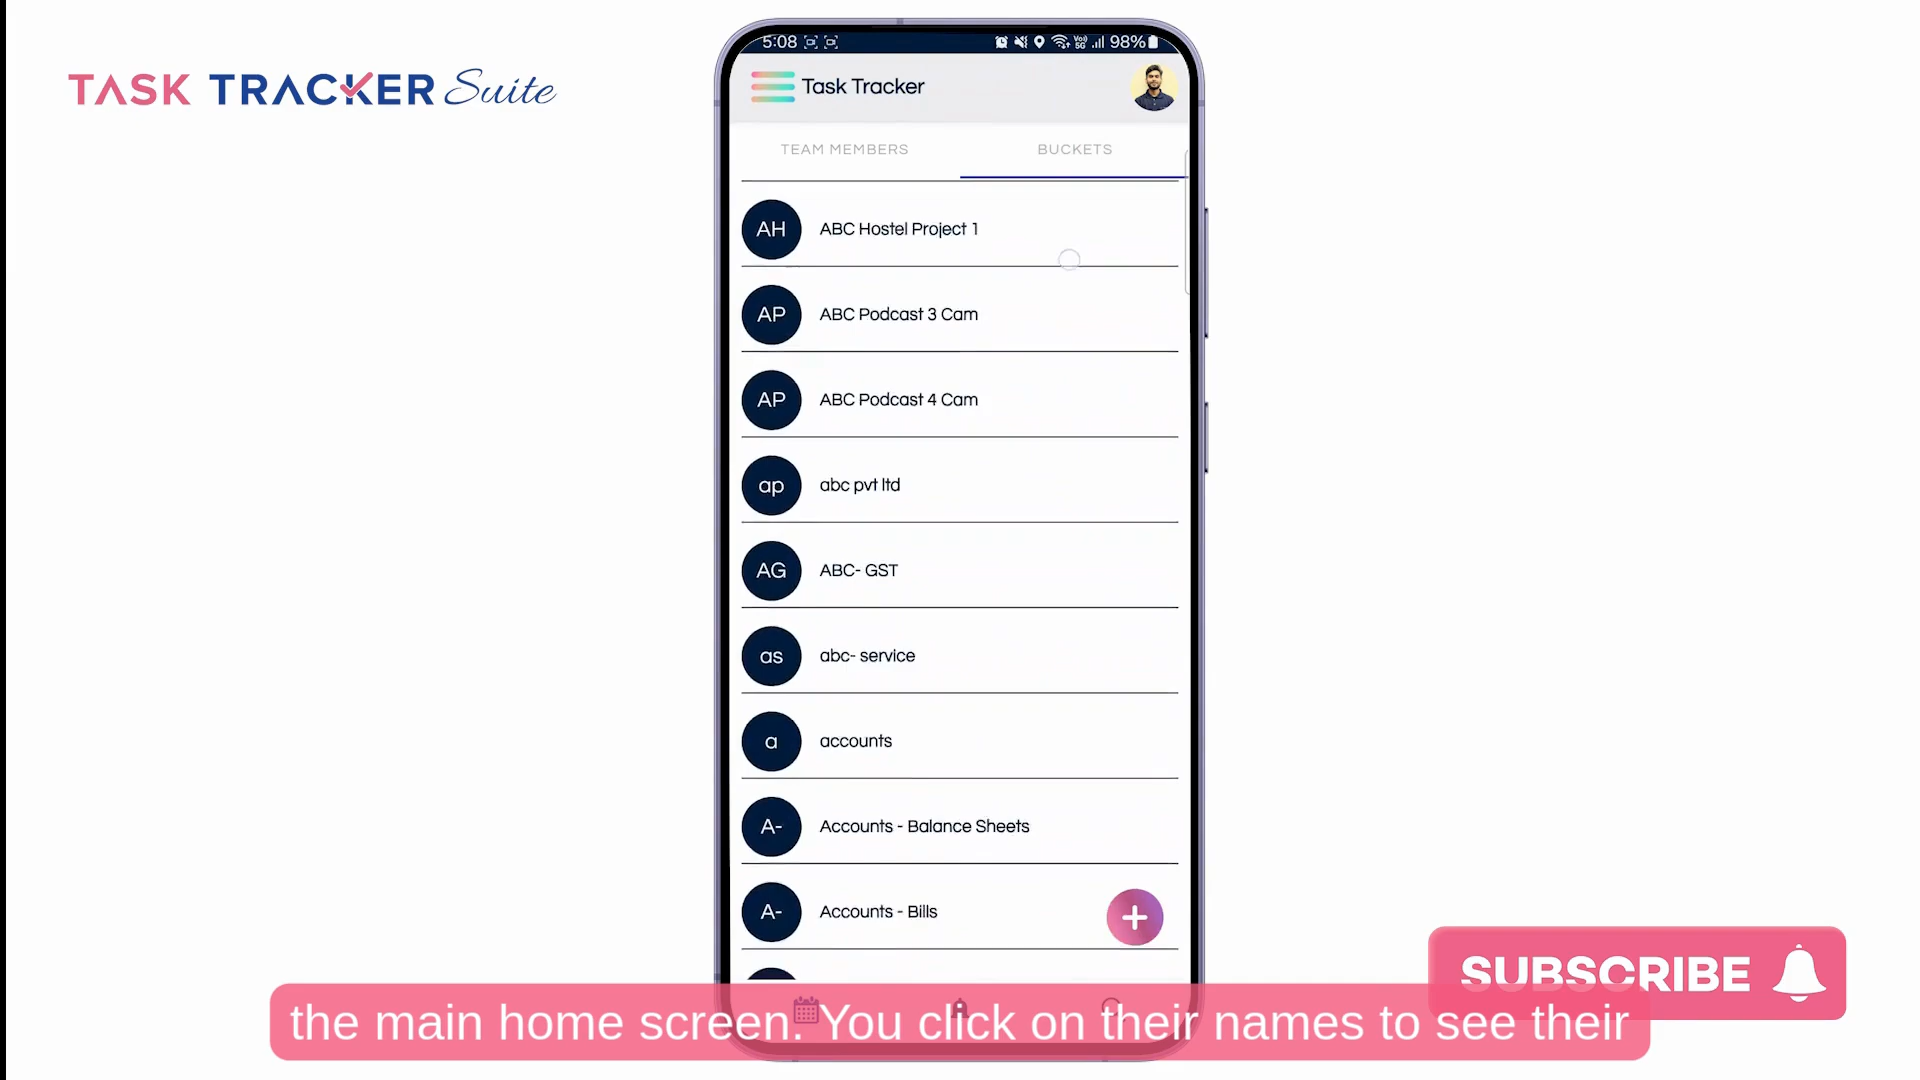 TASK TRACKER Suite
5:08
98%
Task Tracker
TEAM MEMBERS
BUCKETS
AH
ABC Hostel Project 1
AP
ABC Podcast 3 Cam
AP
ABC Podcast 4 Cam
ap
abc pvt ltd
AG
ABC- GST
as
abc- service
a
accounts
A-
Accounts - Balance Sheets
A-
Accounts - Bills
SUBSCRIBE
the main home screen. You click on their names to see their